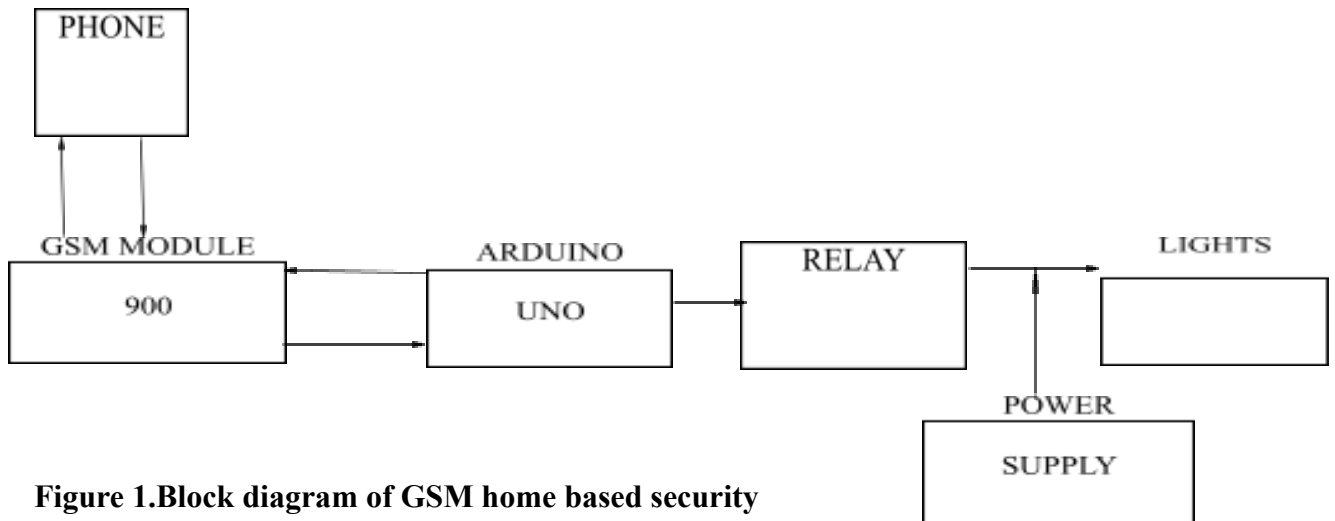 PHONE
GSM MODULE
900
ARDUINO
UNO
RELAY
LIGHTS
POWER
SUPPLY
Figure 1.Block diagram of GSM home based security